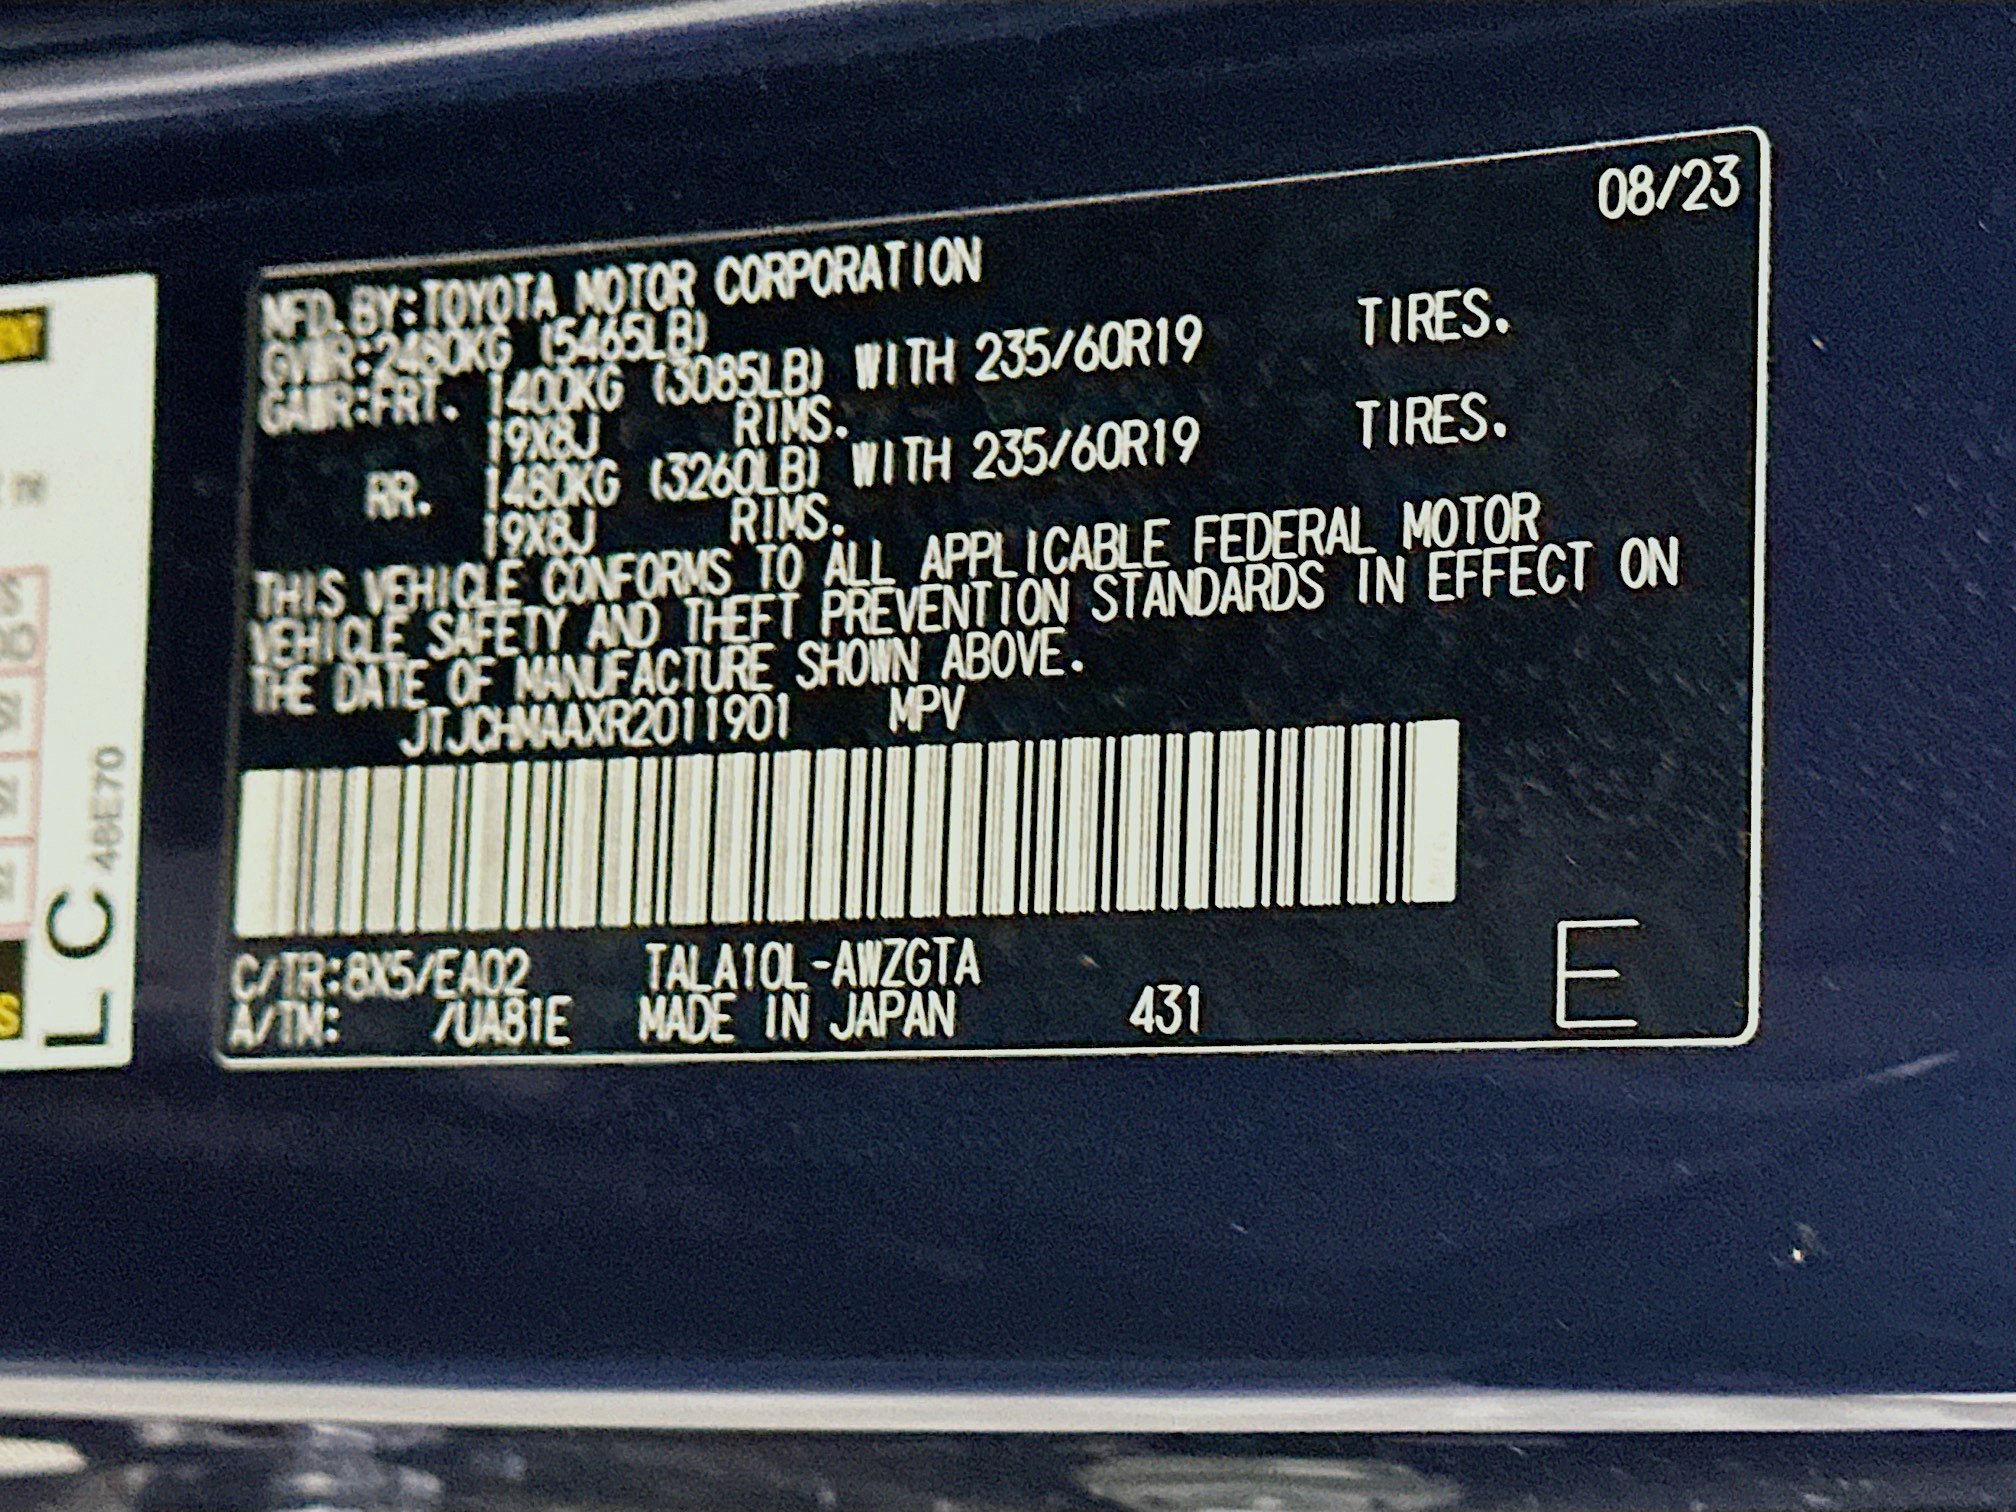 08/23
MFD. BY:TOYOTA MOTOR CORPORATION
GVWR:2480KG (5465LB)
GAWR:FRT. 1400KG (3085LB) WITH 235/60R19 TIRES.
19X8J RIMS.
RR. 1480KG (3260LB) WITH 235/60R19 TIRES.
19X8J RIMS.
THIS VEHICLE CONFORMS TO ALL APPLICABLE FEDERAL MOTOR
VEHICLE SAFETY AND THEFT PREVENTION STANDARDS IN EFFECT ON
THE DATE OF MANUFACTURE SHOWN ABOVE.
JTJCHMAAXR2011901 MPV
C/TR:8X5/EA02 TALA10L-AWZGTA
A/TM: /UA81E MADE IN JAPAN 431
E
LC
48E70